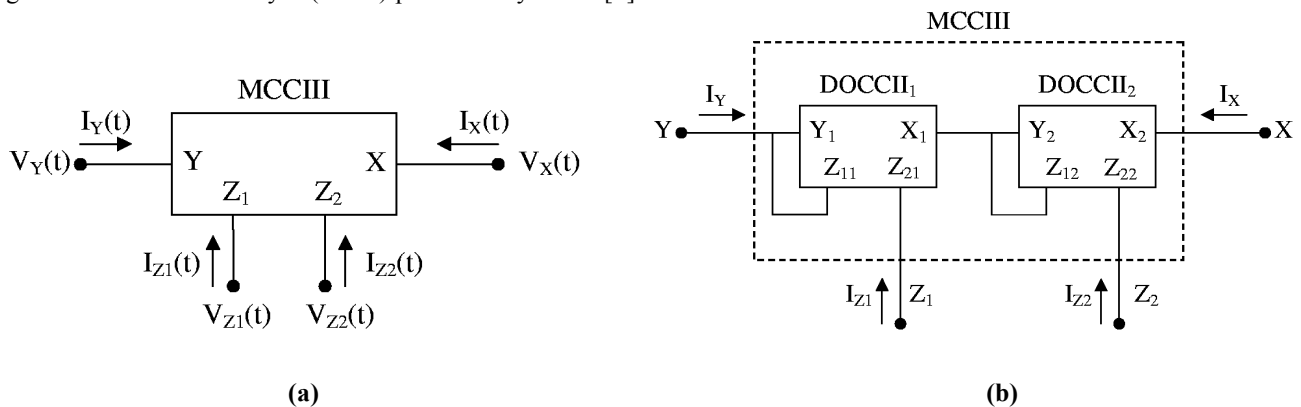 MCCIII
I_Y(t)
I_X(t)
V_Y(t)
Y
X
V_X(t)
Z_1
Z_2
I_Z1(t)
I_Z2(t)
V_Z1(t)
V_Z2(t)
(a)
MCCIII
DOCCII_1
DOCCII_2
I_Y
I_X
Y
Y_1
X_1
Y_2
X_2
X
Z_11
Z_21
Z_12
Z_22
I_Z1
Z_1
I_Z2
Z_2
(b)